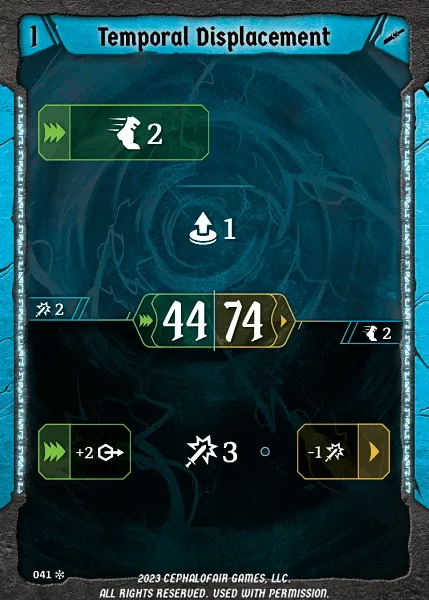 1 Temporal Displacement
2
1
2 44 74 2
+2 3 -1
041
2023 CEPHALOFAIR GAMES, LLC.
ALL RIGHTS RESERVED. USED WITH PERMISSION.